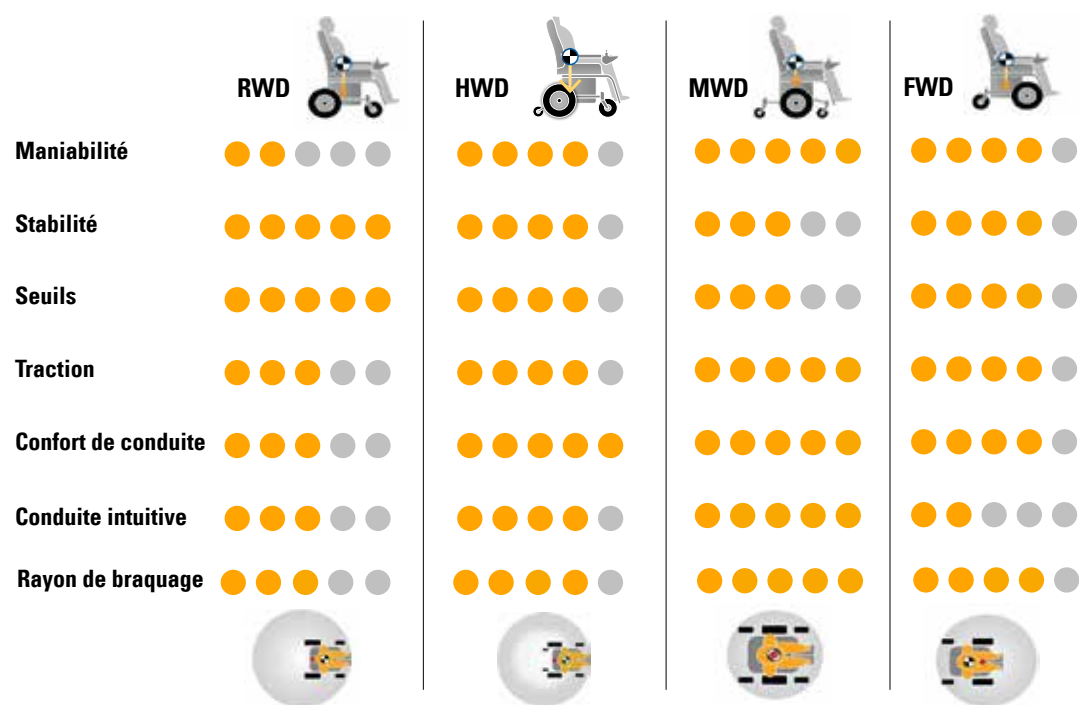 RWD
HWD
MWD
FWD
Maniabilité
Stabilité
Seuils
Traction
Confort de conduite
Conduite intuitive
Rayon de braquage